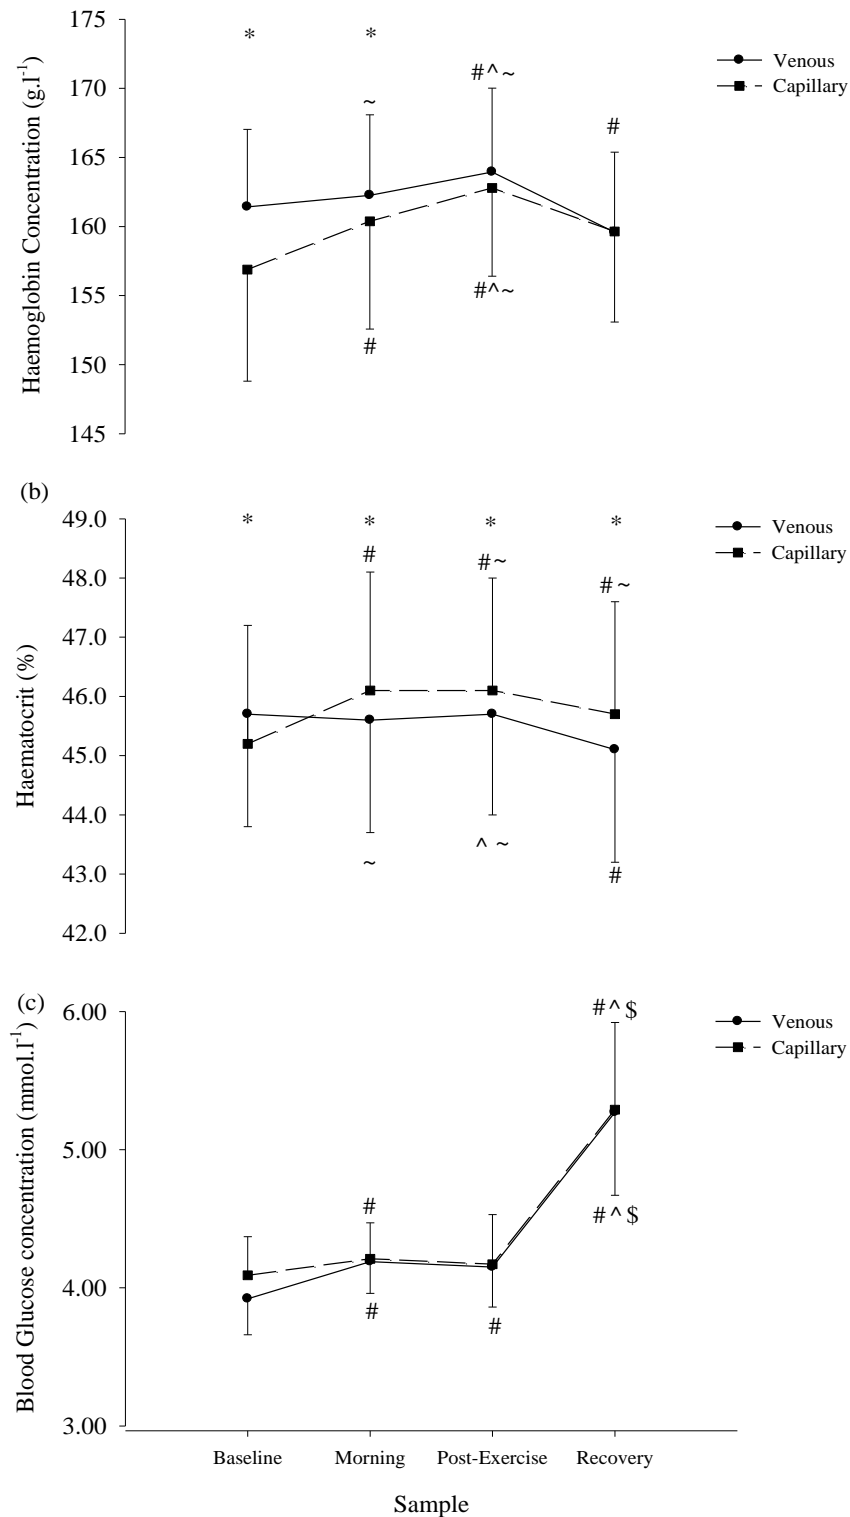 175
* *
Venous
#^~
Capillary
170
~
#
165
160
155
#^~
150
#
145
Haemoglobin Concentration (g.l-1)
(b)
49.0
* * * *
Venous
#
#~
Capillary
48.0
#~
47.0
46.0
45.0
44.0
^ ~
~
43.0
#
42.0
Haematocrit (%)
(c)
6.00
#^$
Venous
Capillary
5.00
#
#^$
4.00
#
#
3.00
Blood Glucose concentration (mmol.l-1)
Baseline Morning Post-Exercise Recovery
Sample